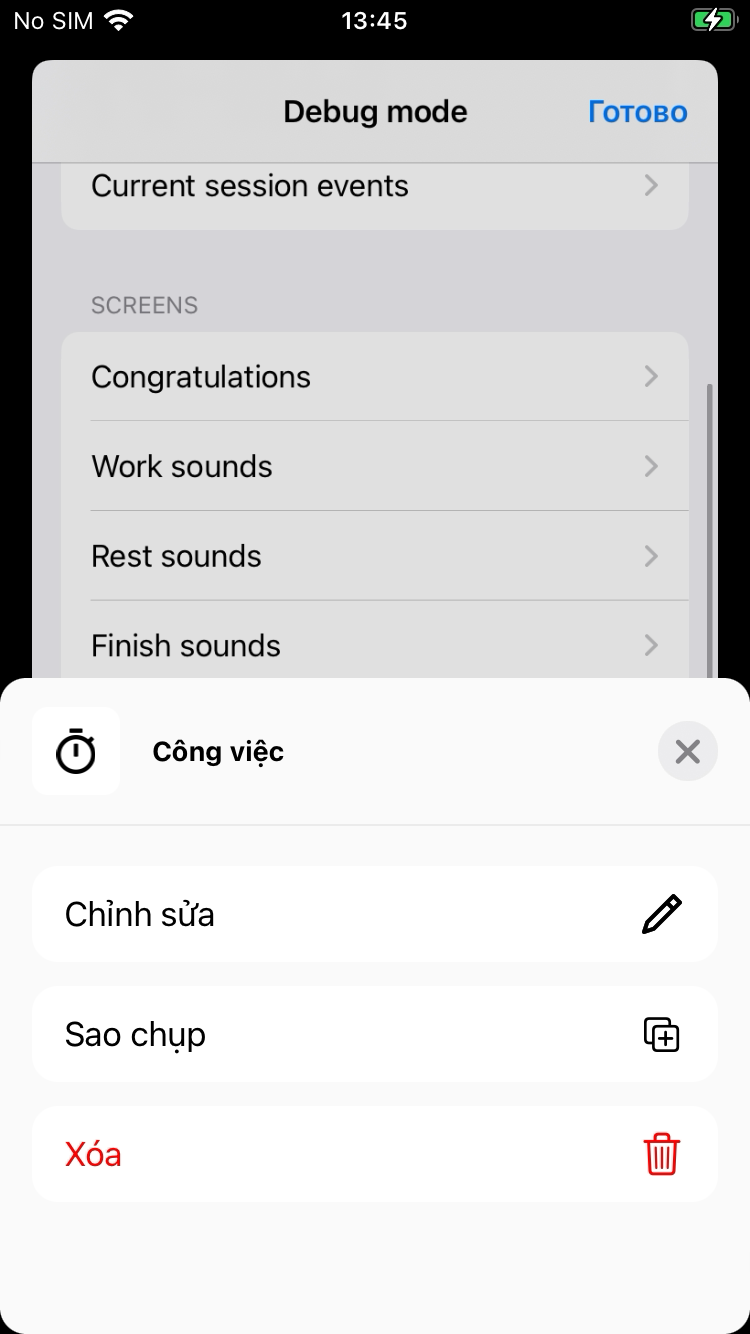 No SIM 13:45
Debug mode Готово
Current session events
SCREENS
Congratulations
Work sounds
Rest sounds
Finish sounds
Công việc
Chỉnh sửa
Sao chụp
Xóa